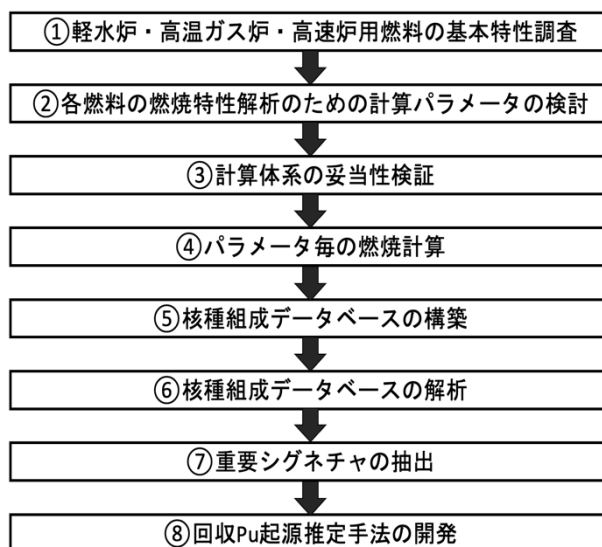 ①軽水炉・高温ガス炉・高速炉用燃料の基本特性調査
②各燃料の燃焼特性解析のための計算パラメータの検討
③計算体系の妥当性検証
④パラメータ毎の燃焼計算
⑤核種組成データベースの構築
⑥核種組成データベースの解析
⑦重要シグネチャの抽出
⑧回収Pu起源推定手法の開発